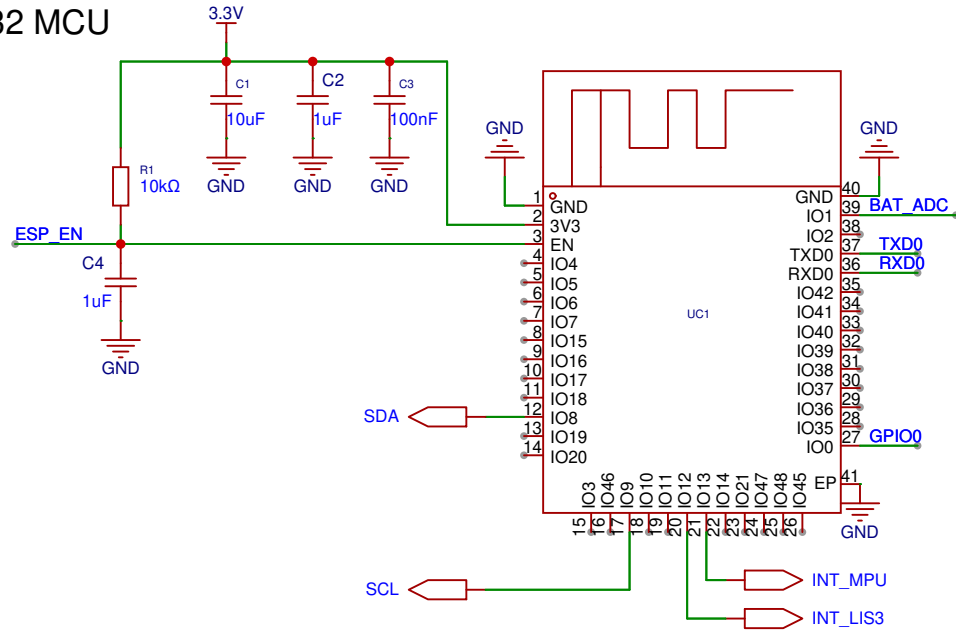 32 MCU
3.3V
C1
10uF
C2
1uF
C3
100nF
GND
GND
GND
R1
10kΩ
ESP_EN
C4
1uF
GND
GND
GND
UC1
1 GND
2 3V3
3 EN
4 IO4
5 IO5
6 IO6
7 IO7
8 IO15
9 IO16
10 IO17
11 IO18
12 IO8
13 IO19
14 IO20
SDA
15 IO3
16 IO46
17 IO9
18 IO10
19 IO11
20 IO12
21 IO13
22 IO14
23 IO21
24 IO47
25 IO48
26 IO45
GND 40
IO1 39 BAT_ADC
IO2 38
TXD0 37 TXD0
RXD0 36 RXD0
IO42 35
IO41 34
IO40 33
IO39 32
IO38 31
IO37 30
IO36 29
IO35 28
IO0 27 GPIO0
EP 41
GND
SCL
INT_MPU
INT_LIS3